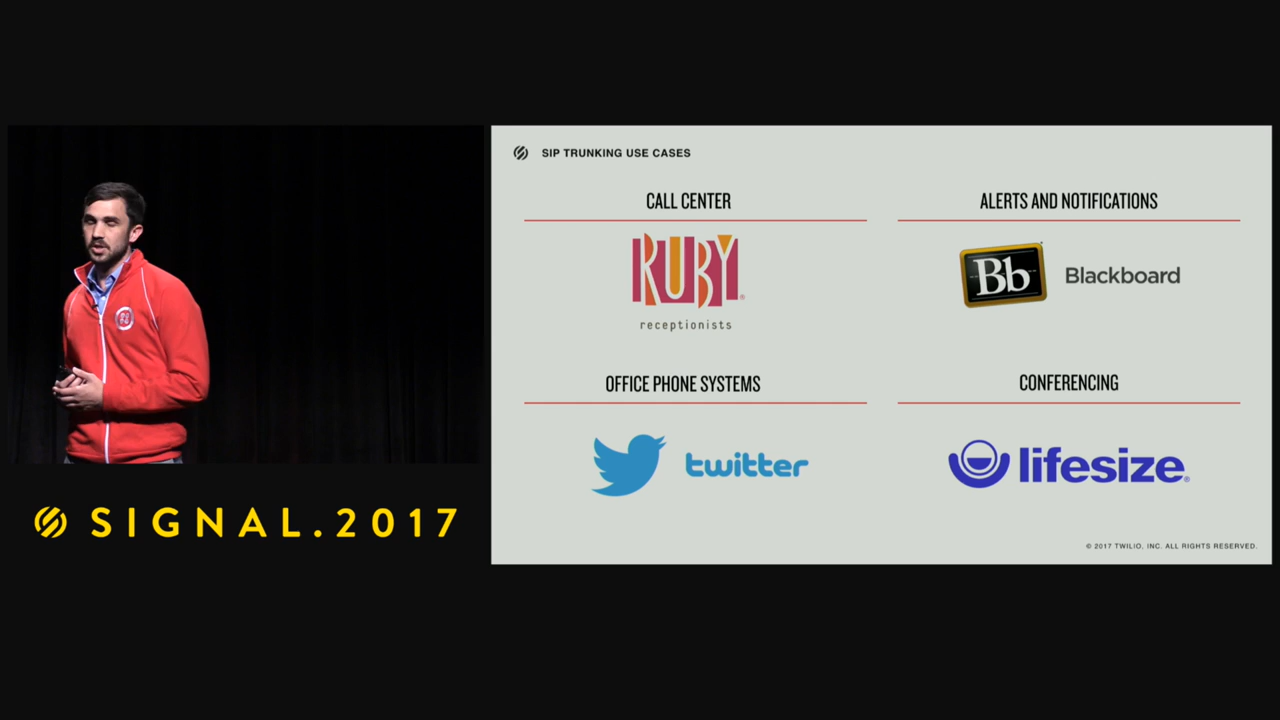 SIP TRUNKING USE CASES
CALL CENTER
RUBY
receptionists
ALERTS AND NOTIFICATIONS
Bb
Blackboard
OFFICE PHONE SYSTEMS
twitter
CONFERENCING
lifesize
© 2017 TWILIO, INC. ALL RIGHTS RESERVED.
SIGNAL.2017